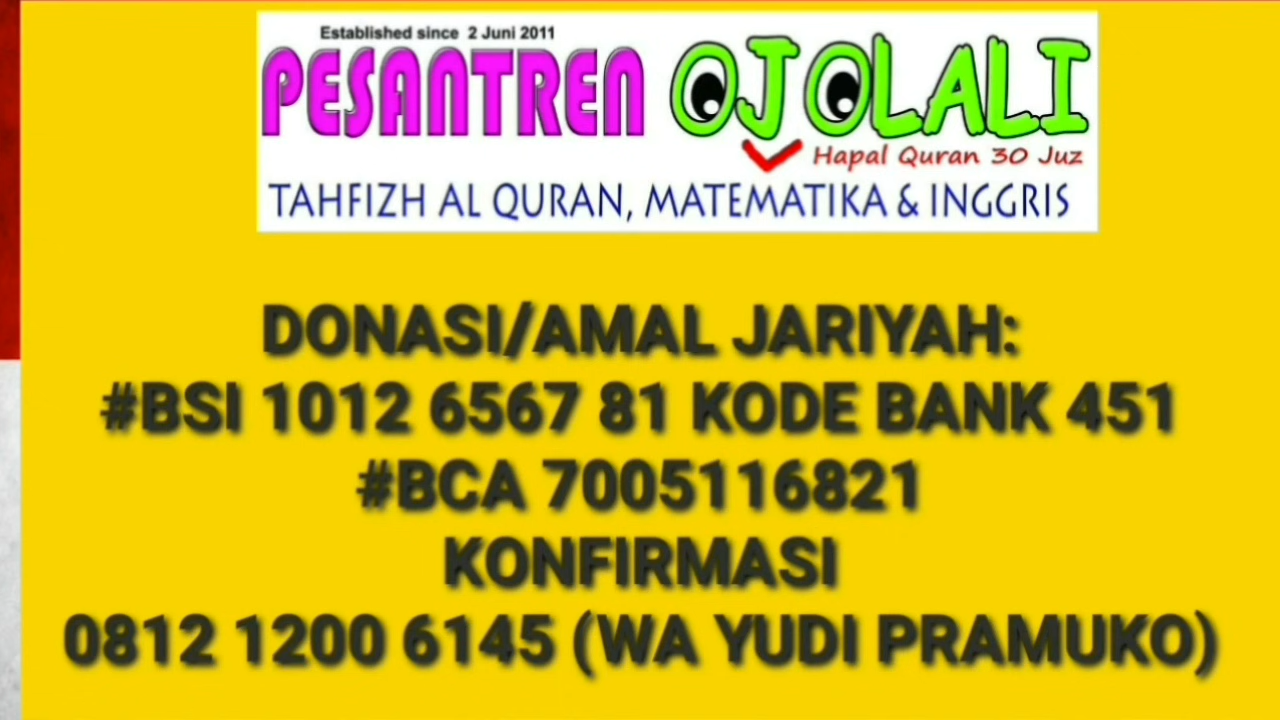 Established since 2 Juni 2011
PESANTREN OJOLALI
Hapal Quran 30 Juz
TAHFIZH AL QURAN, MATEMATIKA & INGGRIS
DONASI/AMAL JARIYAH:
#BSI 1012 6567 81 KODE BANK 451
#BCA 7005116821
KONFIRMASI
0812 1200 6145 (WA YUDI PRAMUKO)